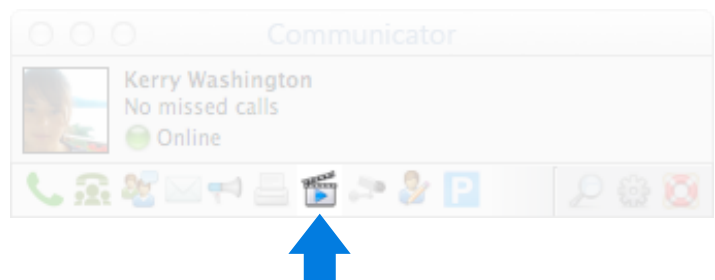 Communicator
Kerry Washington
No missed calls
Online
P